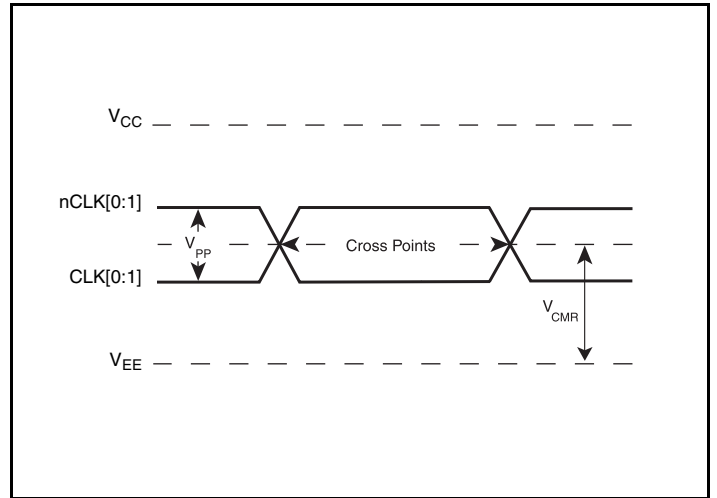 VCC
nCLK[0:1]
VPP
Cross Points
CLK[0:1]
VCMR
VEE